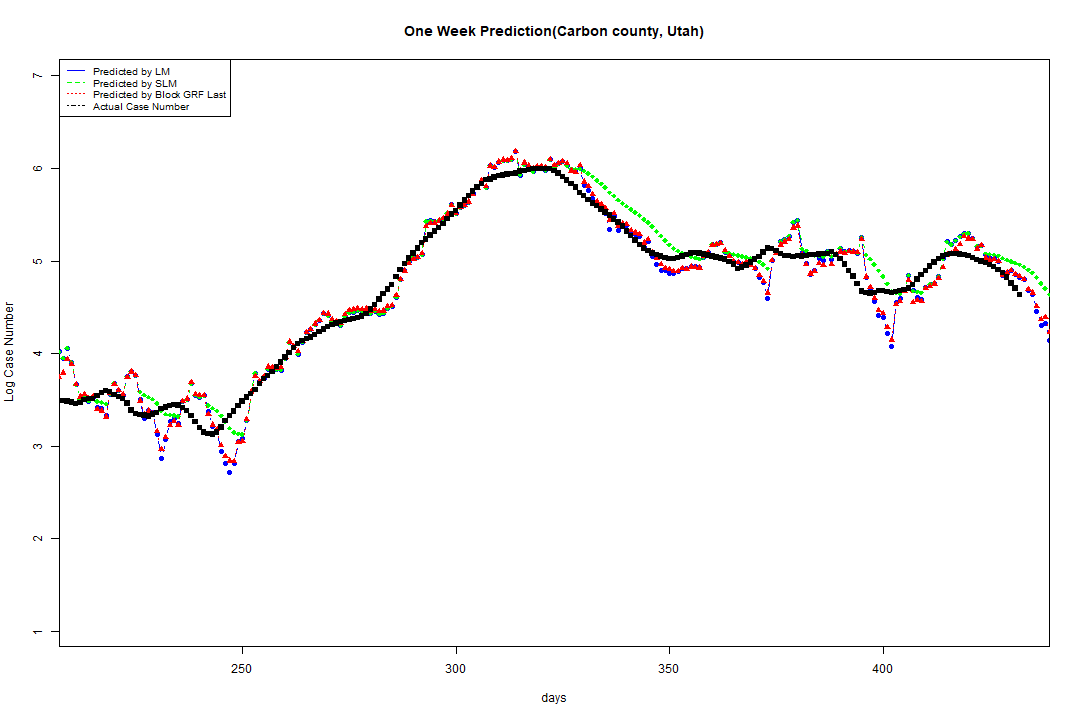 One Week Prediction(Carbon county, Utah)
Predicted by LM
Predicted by SLM
Predicted by Block GRF Last
Actual Case Number
7
6
5
4
3
2
1
Log Case Number
250 300 350 400
days